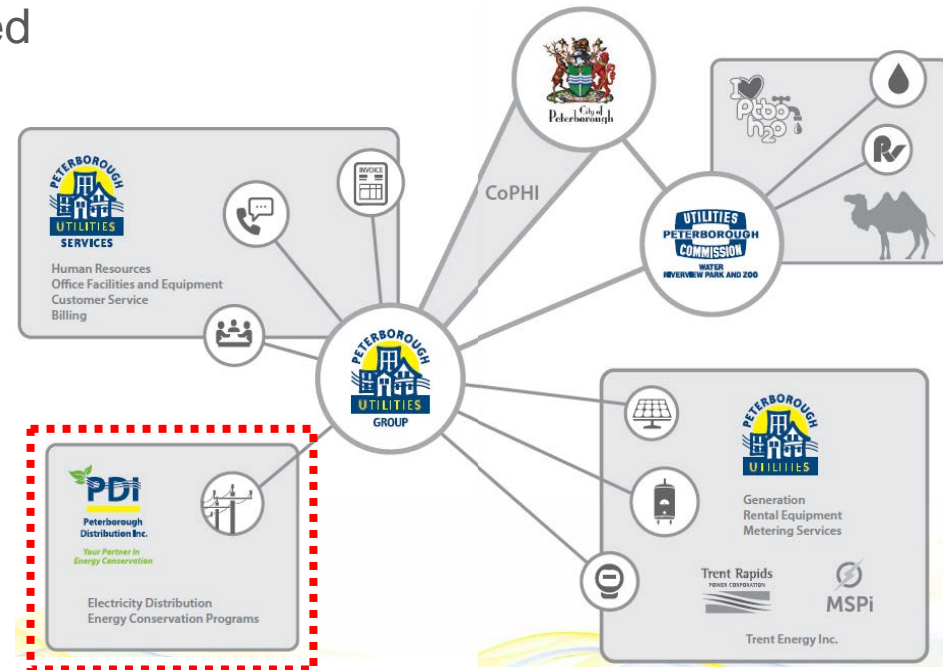 ed
City of
Peterborough
I
Ptbo
h2o
INVOICE
PETERBOROUGH
UTILITIES
SERVICES
Human Resources
Office Facilities and Equipment
Customer Service
Billing
CoPHI
UTILITIES
PETERBOROUGH
COMMISSION
WATER
RIVERVIEW PARK AND ZOO
PETERBOROUGH
UTILITIES
GROUP
PDI
Peterborough
Distribution Inc.
Your Partner in
Energy Conservation
Electricity Distribution
Energy Conservation Programs
PETERBOROUGH
UTILITIES
Generation
Rental Equipment
Metering Services
Trent Rapids
POWER CORPORATION
MSPi
Trent Energy Inc.